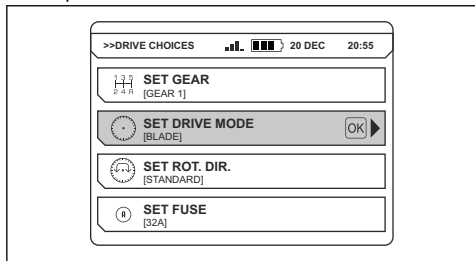 >>DRIVE CHOICES 20 DEC 20:55
1 3 5
2 4 R
SET GEAR
[GEAR 1]
SET DRIVE MODE
[BLADE]
OK
SET ROT. DIR.
[STANDARD]
A
SET FUSE
[32A]